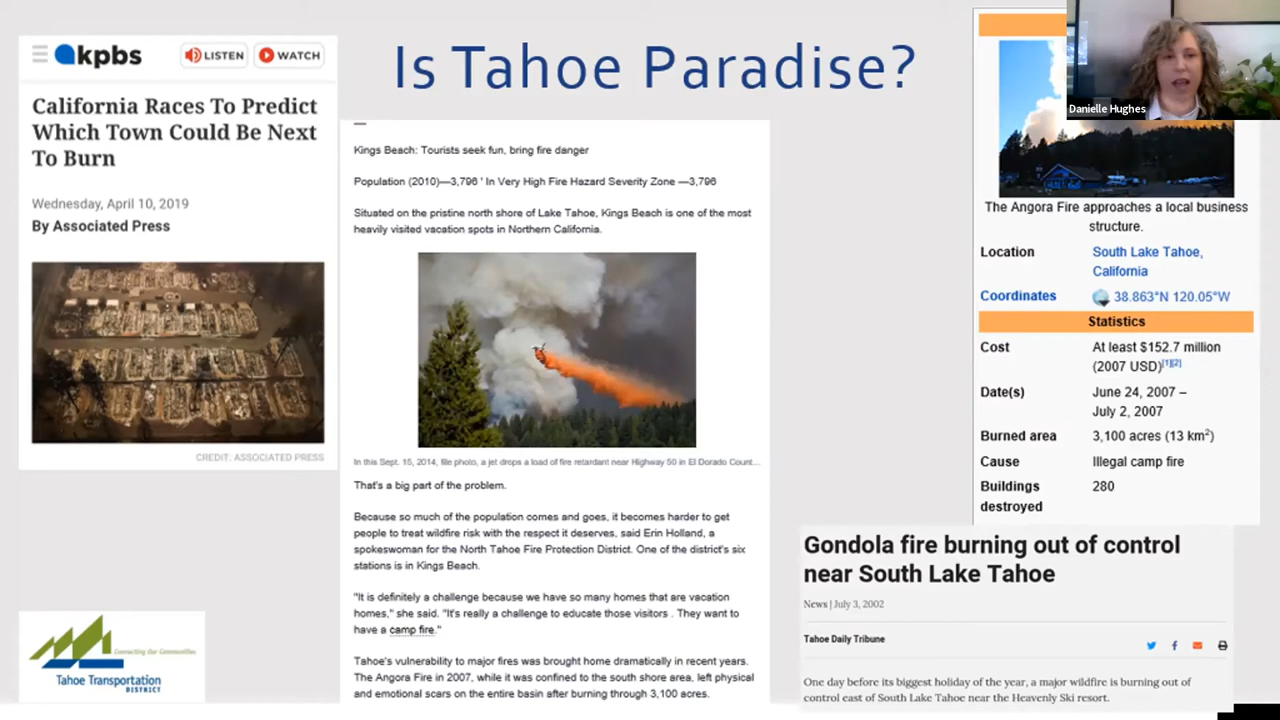 Is Tahoe Paradise?
kpbs
LISTEN
WATCH
California Races To Predict
Which Town Could Be Next
To Burn
Wednesday, April 10, 2019
By Associated Press
CREDIT: ASSOCIATED PRESS
Connecting Our Communities
Tahoe Transportation
DISTRICT
Kings Beach: Tourists seek fun, bring fire danger
Population (2010)—3,796 ' In Very High Fire Hazard Severity Zone —3,796
Situated on the pristine north shore of Lake Tahoe, Kings Beach is one of the most
heavily visited vacation spots in Northern California.
In this Sept. 15, 2014, file photo, a jet drops a load of fire retardant near Highway 50 in El Dorado Count...
That's a big part of the problem.
Because so much of the population comes and goes, it becomes harder to get
people to treat wildfire risk with the respect it deserves, said Erin Holland, a
spokeswoman for the North Tahoe Fire Protection District. One of the district's six
stations is in Kings Beach.
"It is definitely a challenge because we have so many homes that are vacation
homes," she said. "It's really a challenge to educate those visitors . They want to
have a camp fire."
Tahoe's vulnerability to major fires was brought home dramatically in recent years.
The Angora Fire in 2007, while it was confined to the south shore area, left physical
and emotional scars on the entire basin after burning through 3,100 acres.
Danielle Hughes
The Angora Fire approaches a local business
structure.
Location South Lake Tahoe,
California
Coordinates 38.863°N 120.05°W
Statistics
Cost At least $152.7 million
(2007 USD)[1][2]
Date(s) June 24, 2007 –
July 2, 2007
Burned area 3,100 acres (13 km²)
Cause Illegal camp fire
Buildings 280
destroyed
Gondola fire burning out of control
near South Lake Tahoe
News | July 3, 2002
Tahoe Daily Tribune
One day before its biggest holiday of the year, a major wildfire is burning out of
control east of South Lake Tahoe near the Heavenly Ski resort.